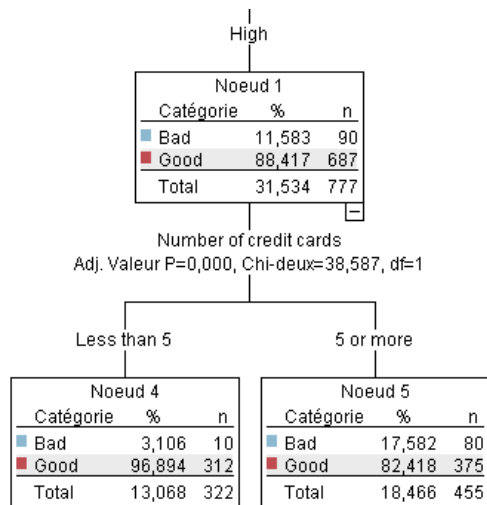 High
Noeud 1
Catégorie % n
Bad 11,583 90
Good 88,417 687
Total 31,534 777
Number of credit cards
Adj. Valeur P=0,000, Chi-deux=38,587, df=1
Less than 5 5 or more
Noeud 4 Noeud 5
Catégorie % n Catégorie % n
Bad 3,106 10 Bad 17,582 80
Good 96,894 312 Good 82,418 375
Total 13,068 322 Total 18,466 455